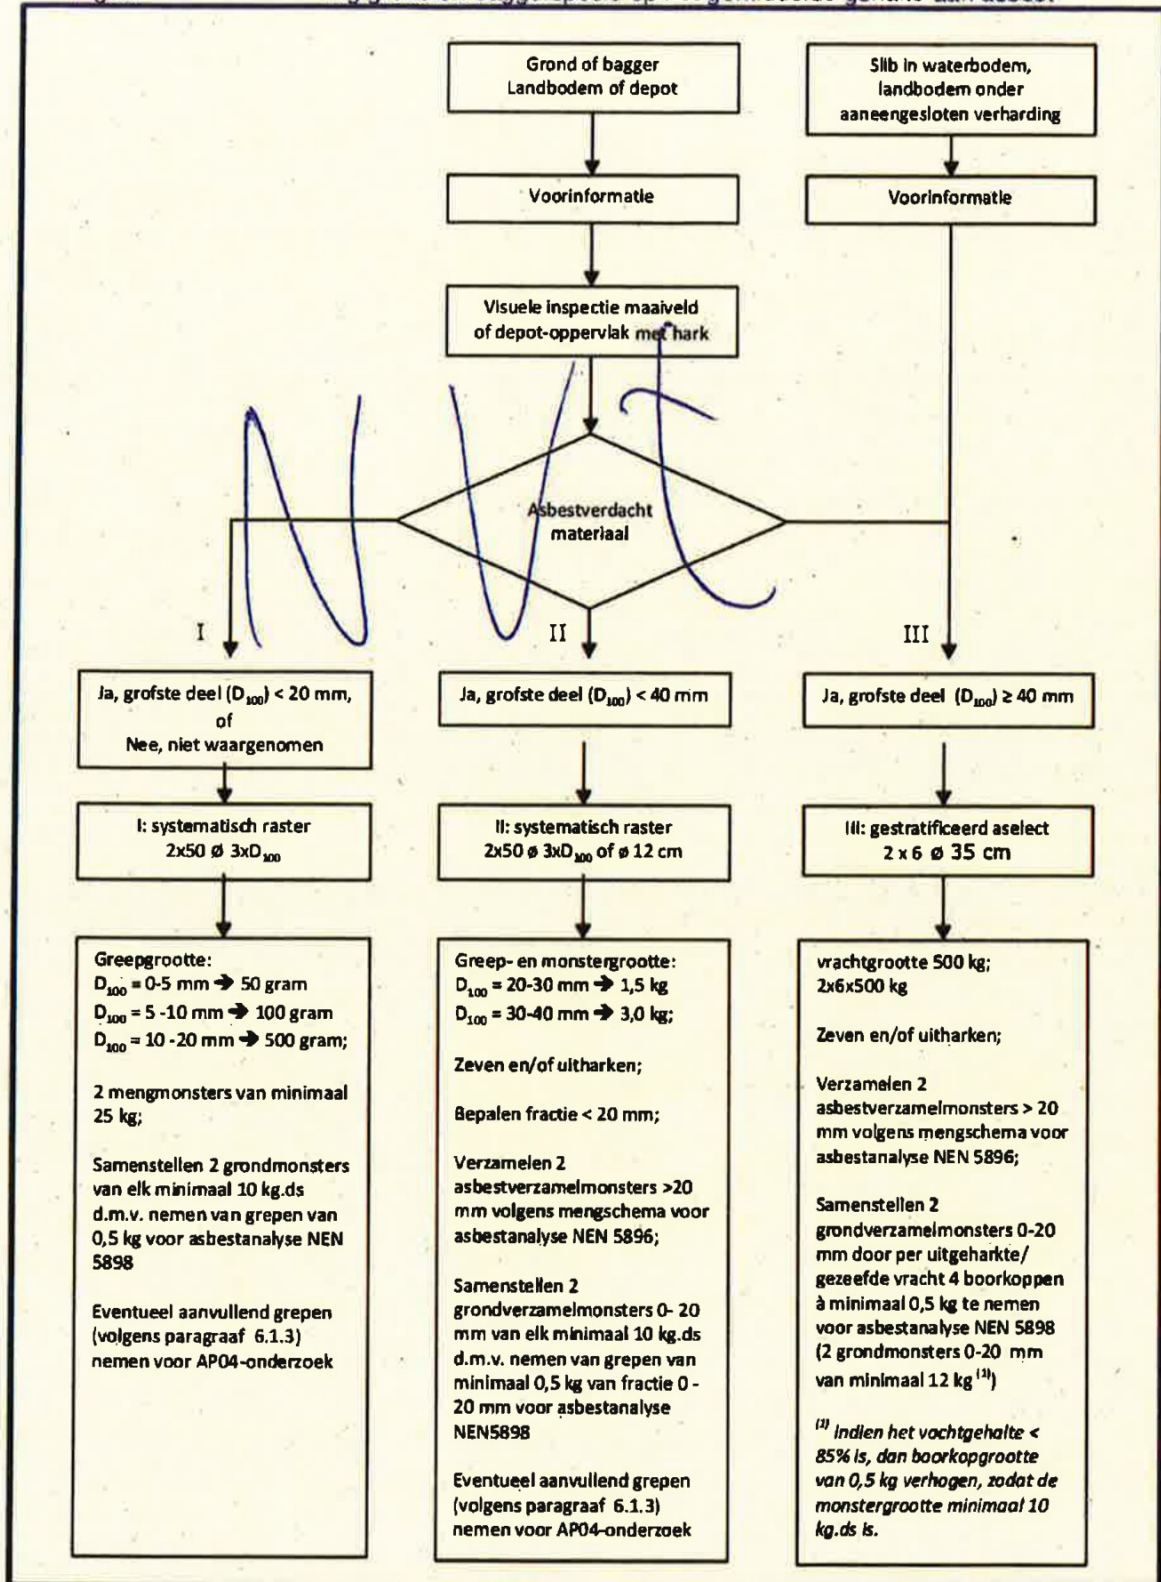 Grond of bagger
Landbodem of depot
Slib in waterbodem,
landbodem onder
aaneengesloten verharding
Voorinformatie
Voorinformatie
Visuele inspectie maaiveld
of depot-oppervlak met hark
NVT
Asbestverdacht
materiaal
I
II
III
Ja, grofste deel (D₁₀₀) < 20 mm,
of
Nee, niet waargenomen
Ja, grofste deel (D₁₀₀) < 40 mm
Ja, grofste deel (D₁₀₀) ≥ 40 mm
I: systematisch raster
2x50 ø 3xD₁₀₀
II: systematisch raster
2x50 ø 3xD₁₀₀ of ø 12 cm
III: gestratificeerd aselect
2 x 6 ø 35 cm
Greepgrootte:
D₁₀₀ = 0-5 mm → 50 gram
D₁₀₀ = 5 -10 mm → 100 gram
D₁₀₀ = 10 -20 mm → 500 gram;
2 mengmonsters van minimaal
25 kg;
Samenstellen 2 grondmonsters
van elk minimaal 10 kg.ds
d.m.v. nemen van grepen van
0,5 kg voor asbestanalyse NEN
5898
Eventueel aanvullend grepen
(volgens paragraaf 6.1.3)
nemen voor AP04-onderzoek
Greep- en monstergrootte:
D₁₀₀ = 20-30 mm → 1,5 kg
D₁₀₀ = 30-40 mm → 3,0 kg;
Zeven en/of uitharken;
Bepalen fractie < 20 mm;
Verzamelen 2
asbestverzamelmonsters >20
mm volgens mengschema voor
asbestanalyse NEN 5896;
Samenstellen 2
grondverzamelmonsters 0- 20
mm van elk minimaal 10 kg.ds
d.m.v. nemen van grepen van
minimaal 0,5 kg van fractie 0 -
20 mm voor asbestanalyse
NEN5898
Eventueel aanvullend grepen
(volgens paragraaf 6.1.3)
nemen voor AP04-onderzoek
vrachtgrootte 500 kg;
2x6x500 kg
Zeven en/of uitharken;
Verzamelen 2
asbestverzamelmonsters > 20
mm volgens mengschema voor
asbestanalyse NEN 5896;
Samenstellen 2
grondverzamelmonsters 0-20
mm door per uitgeharkte/
gezeefde vracht 4 boorkoppen
à minimaal 0,5 kg te nemen
voor asbestanalyse NEN 5898
(2 grondmonsters 0-20 mm
van minimaal 12 kg ⁽¹⁾)
⁽¹⁾ Indien het vochtgehalte <
85% is, dan boorkopgrootte
van 0,5 kg verhogen, zodat de
monstergrootte minimaal 10
kg.ds is.